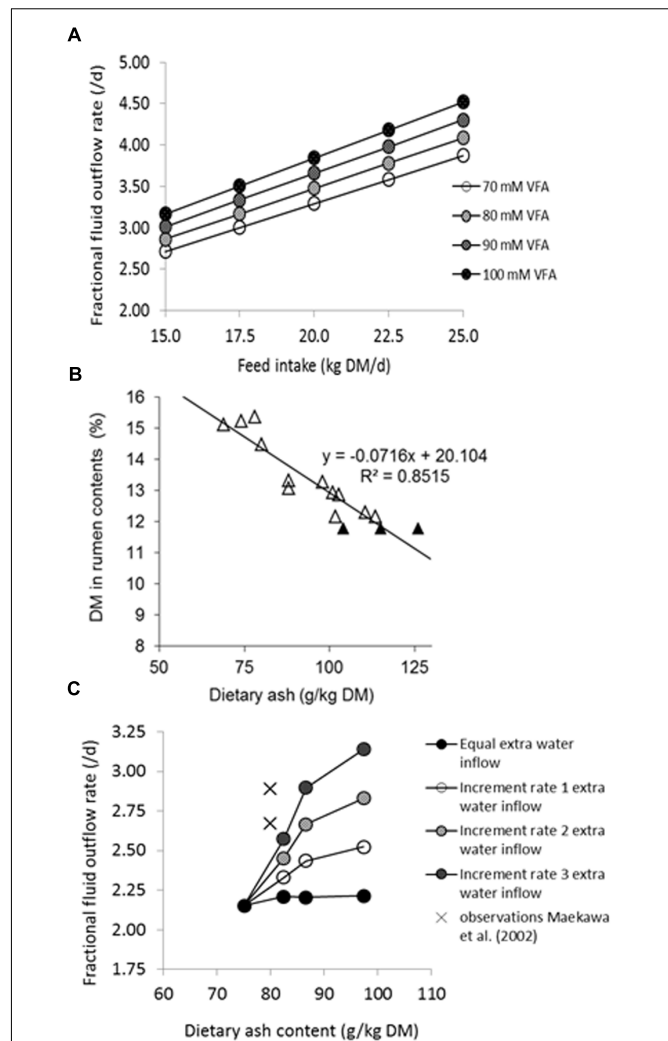 A
Fractional fluid outflow rate (/d)
5.00
4.50
4.00
3.50
3.00
2.50
2.00
15.0 17.5 20.0 22.5 25.0
Feed intake (kg DM/d)
70 mM VFA
80 mM VFA
90 mM VFA
100 mM VFA
B
DM in rumen contents (%)
16
15
14
13
12
11
10
9
8
y = -0.0716x + 20.104
R² = 0.8515
50 75 100 125
Dietary ash (g/kg DM)
C
Fractional fluid outflow rate (/d)
3.25
3.00
2.75
2.50
2.25
2.00
1.75
60 70 80 90 100 110
Dietary ash content (g/kg DM)
Equal extra water
inflow
Increment rate 1 extra
water inflow
Increment rate 2 extra
water inflow
Increment rate 3 extra
water inflow
observations Maekawa
et al. (2002)